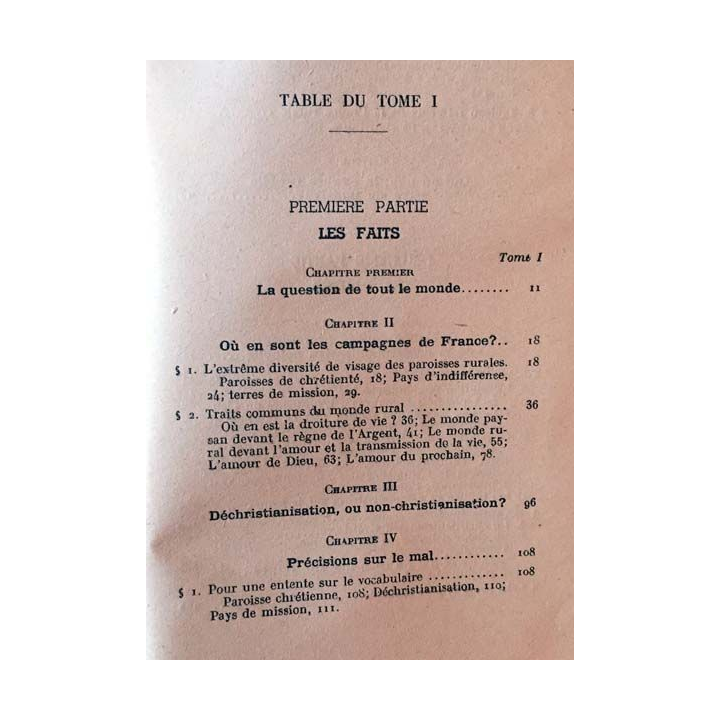 TABLE DU TOME I
PREMIERE PARTIE
LES FAITS
Tome I
CHAPITRE PREMIER
La question de tout le monde........ 11
CHAPITRE II
Où en sont les campagnes de France?.. 18
§ 1. L'extrême diversité de visage des paroisses rurales. 18
Paroisses de chrétienté, 18; Pays d'indifférence,
24; terres de mission, 29.
§ 2. Traits communs du monde rural ................ 36
Où en est la droiture de vie ? 36; Le monde pay-
san devant le règne de l'Argent, 41; Le monde ru-
ral devant l'amour et la transmission de la vie, 55;
L'amour de Dieu, 63; L'amour du prochain, 78.
CHAPITRE III
Déchristianisation, ou non-christianisation? 96
CHAPITRE IV
Précisions sur le mal............ 108
§ 1. Pour une entente sur le vocabulaire ............. 108
Paroisse chrétienne, 108; Déchristianisation, 110;
Pays de mission, 111.